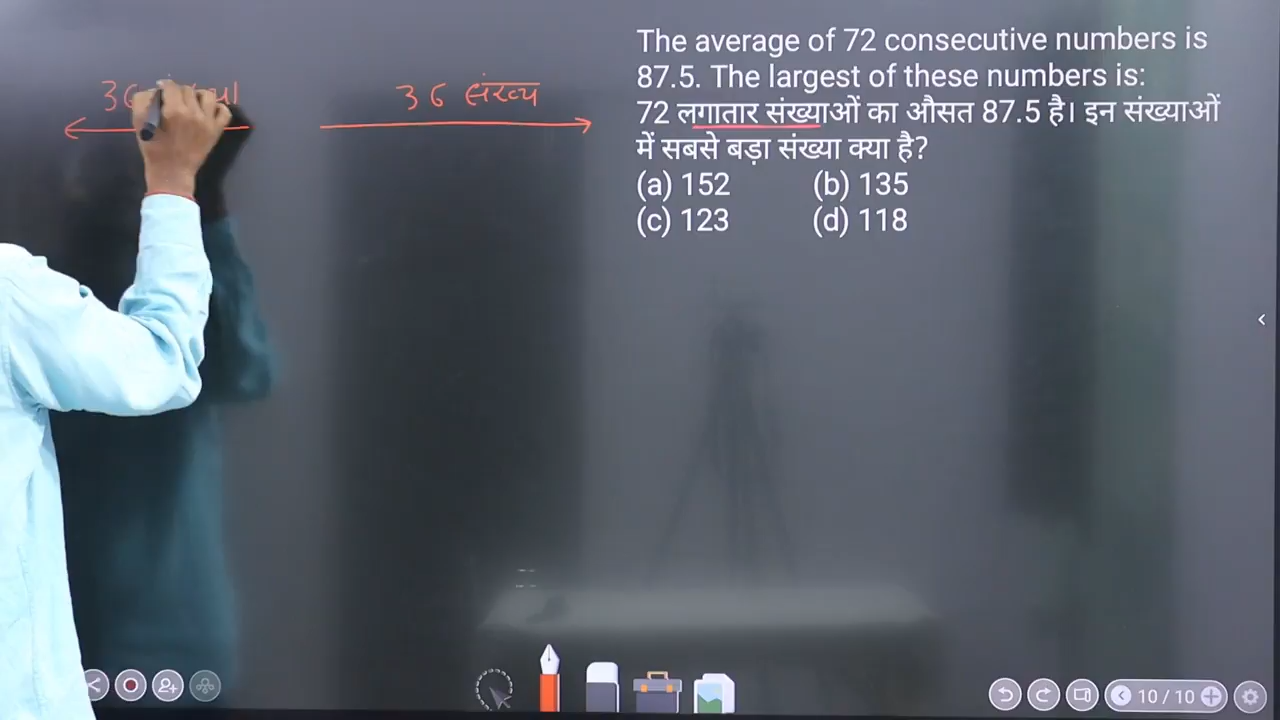 36 संख्य
The average of 72 consecutive numbers is
87.5. The largest of these numbers is:
72 लगातार संख्याओं का औसत 87.5 है। इन संख्याओं
में सबसे बड़ा संख्या क्या है?
(a) 152 (b) 135
(c) 123 (d) 118
10 / 10